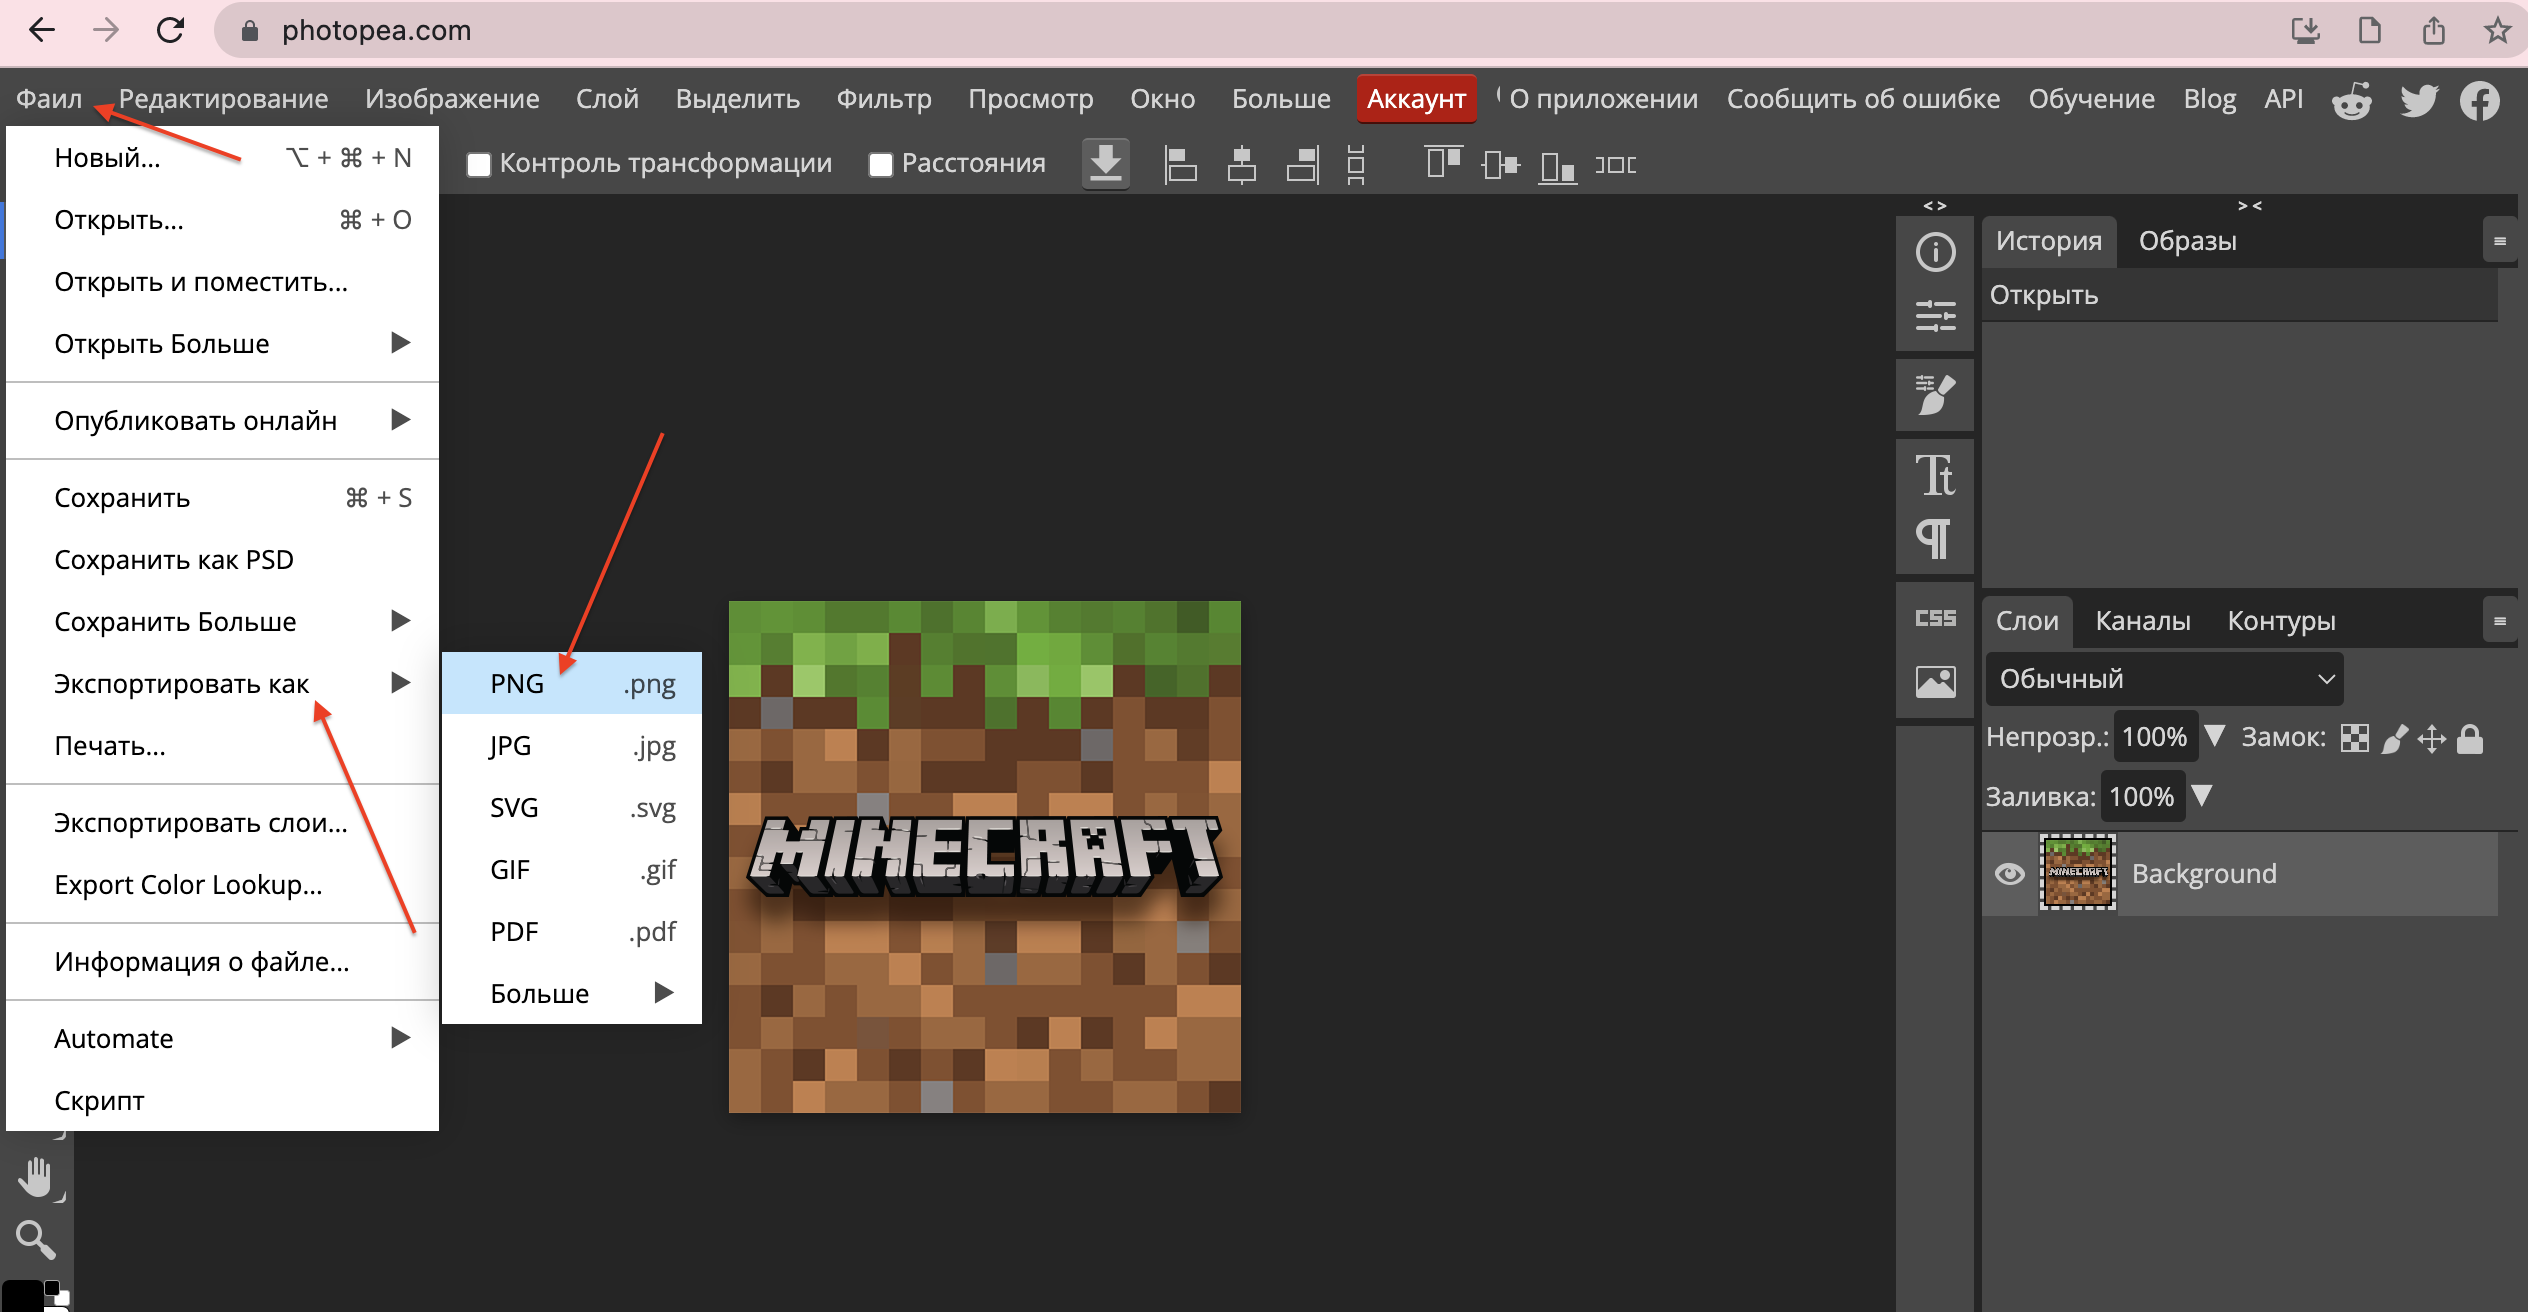 photopea.com
Фаил Редактирование Изображение Слой Выделить Фильтр Просмотр Окно Больше Аккаунт О приложении Сообщить об ошибке Обучение Blog API
Контроль трансформации Расстояния
Новый... ⌥ + ⌘ + N
Открыть... ⌘ + O
Открыть и поместить...
Открыть Больше
Опубликовать онлайн
Сохранить ⌘ + S
Сохранить как PSD
Сохранить Больше
Экспортировать как
Печать...
Экспортировать слои...
Export Color Lookup...
Информация о файле...
Automate
Скрипт
PNG .png
JPG .jpg
SVG .svg
GIF .gif
PDF .pdf
Больше
MINECRAFT
< >
> <
CSS
История Образы
Открыть
Слои Каналы Контуры
Обычный
Непрозр.: 100% Замок:
Заливка: 100%
MINECRAFT
Background